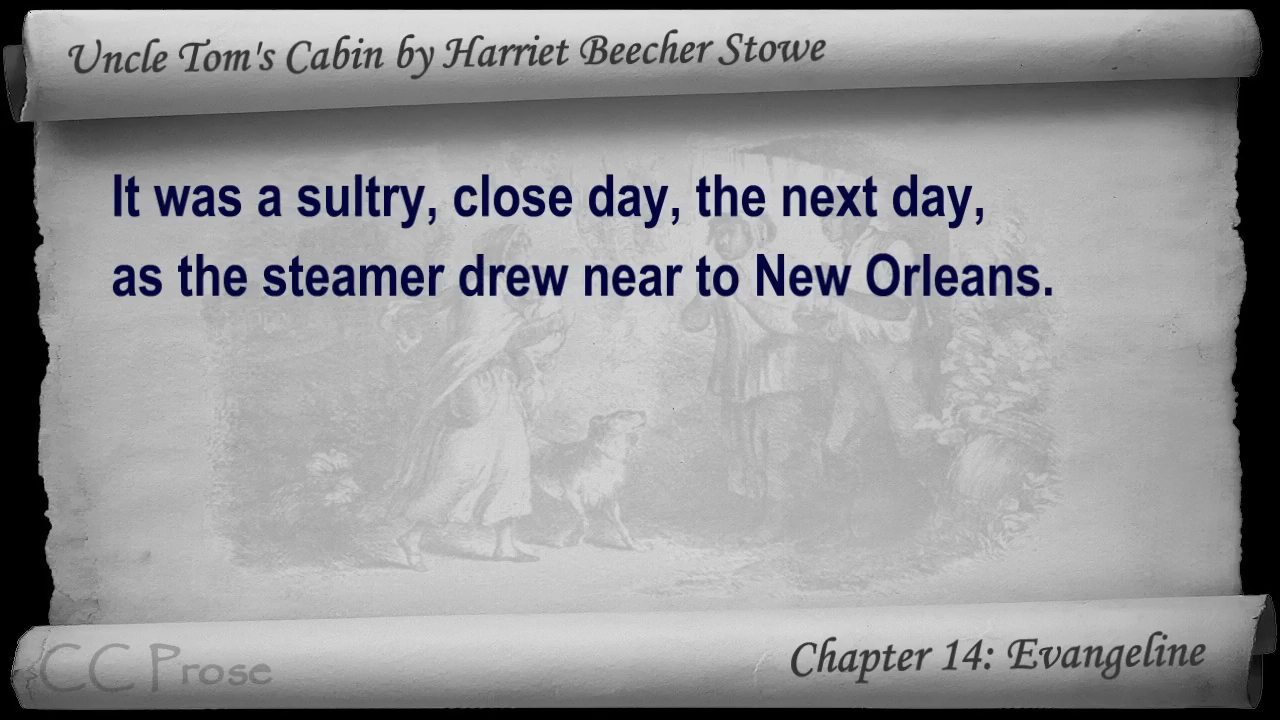 Uncle Tom's Cabin by Harriet Beecher Stowe
It was a sultry, close day, the next day,
as the steamer drew near to New Orleans.
CC Prose
Chapter 14: Evangeline